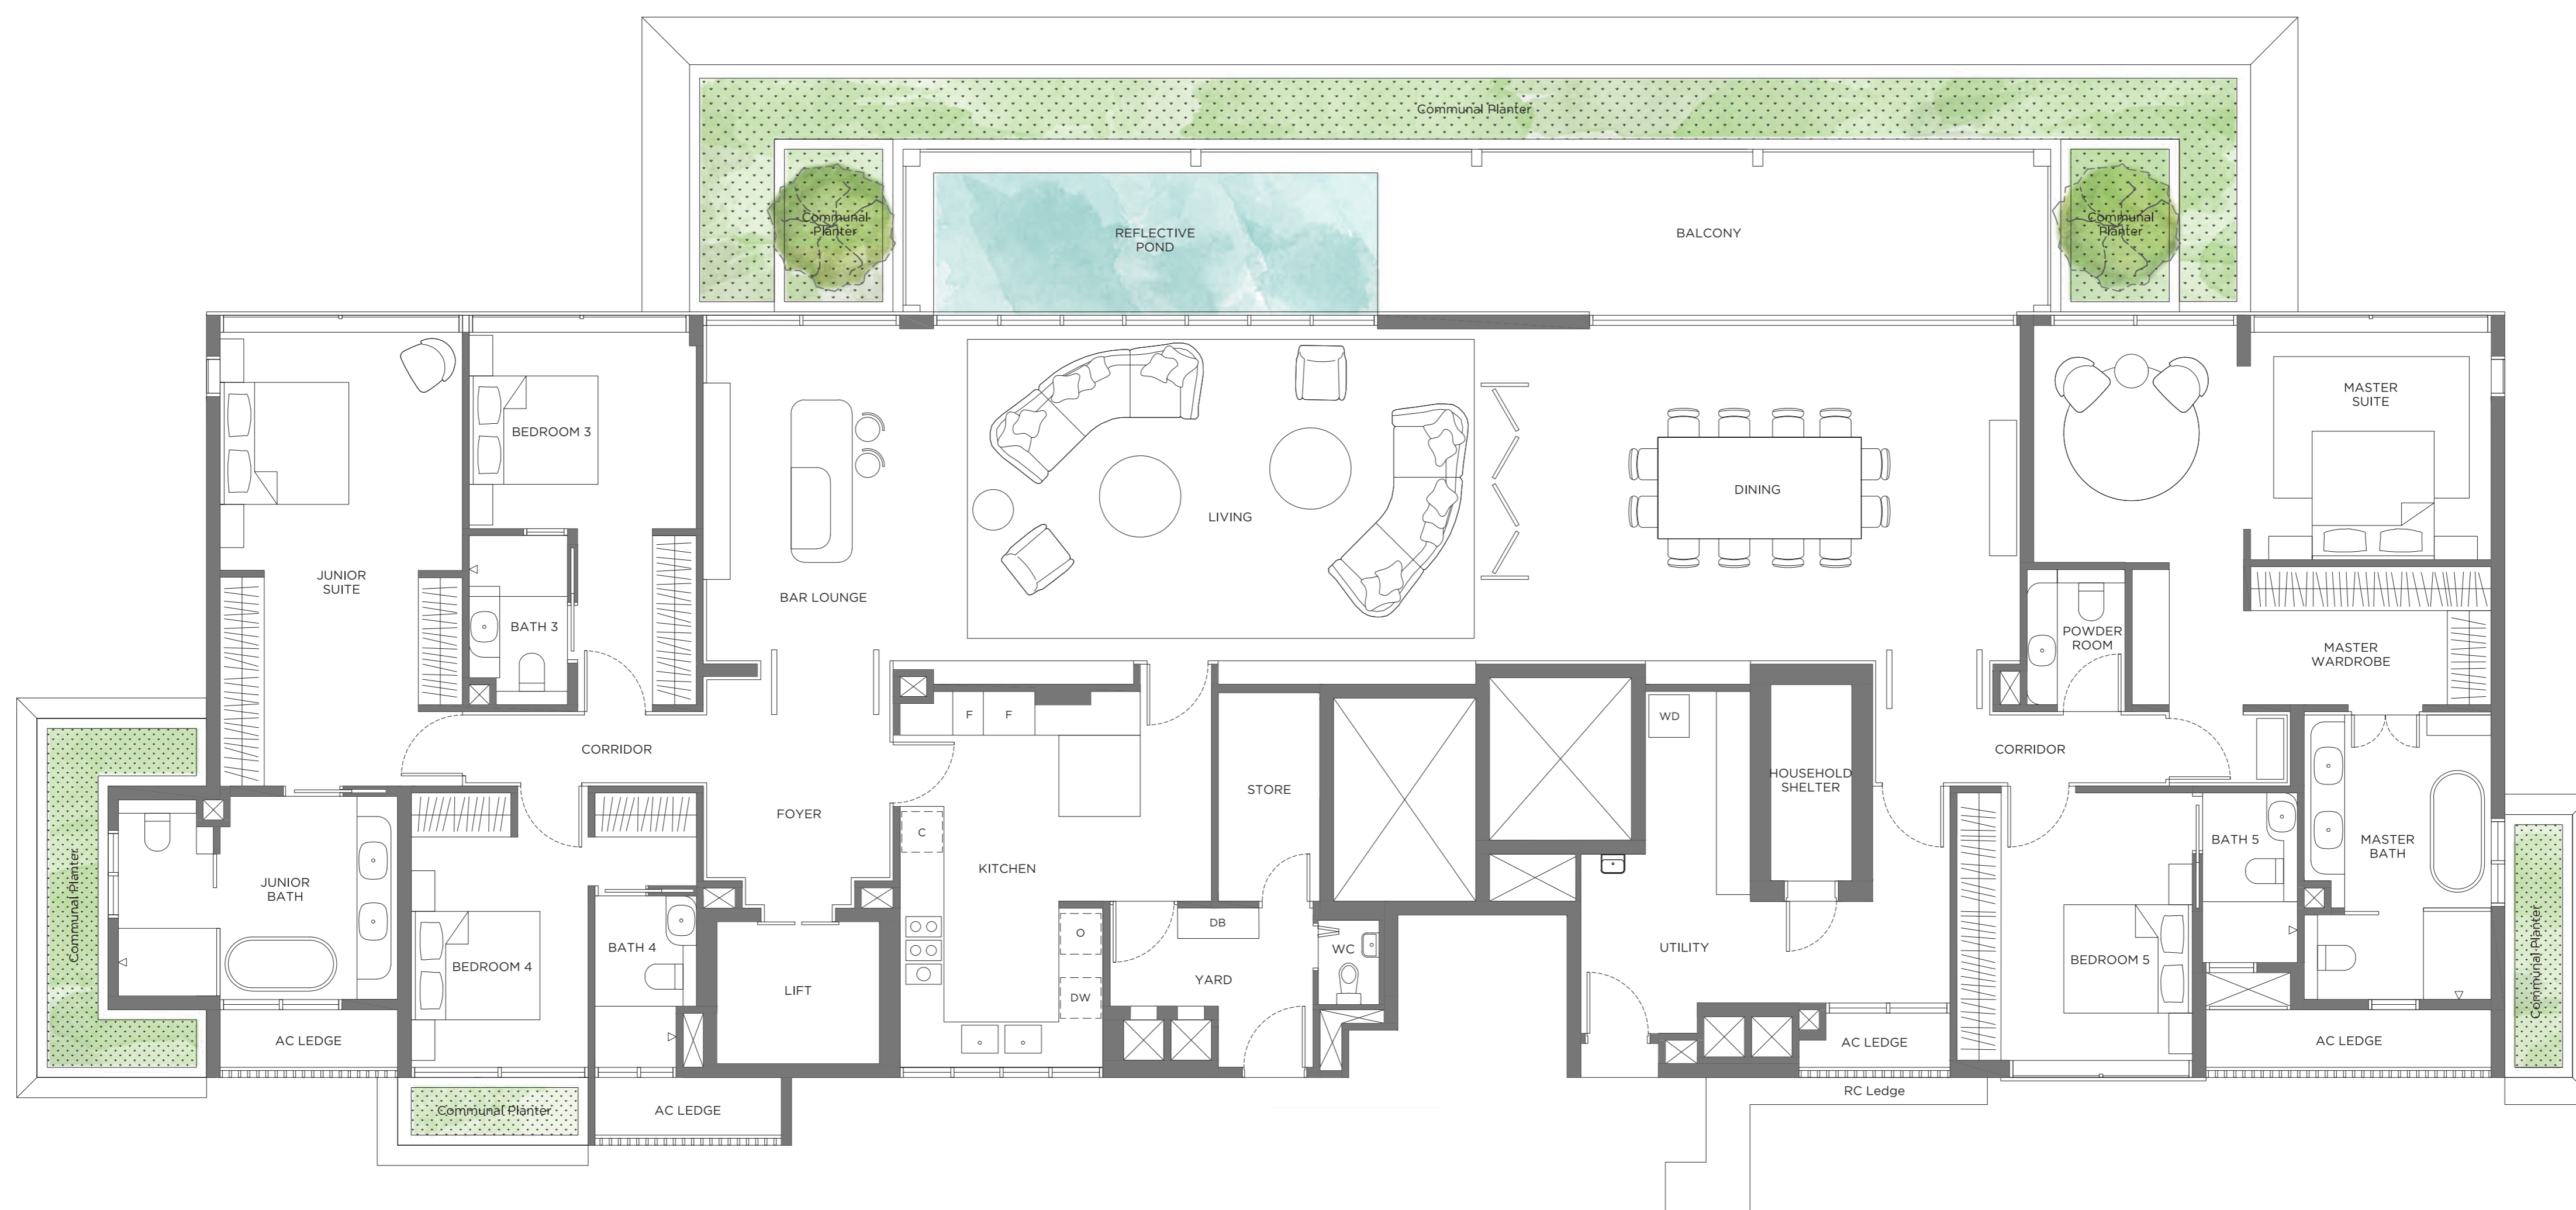 Communal Planter
Communal
Planter
REFLECTIVE
POND
BALCONY
Communal
Planter
MASTER
SUITE
BEDROOM 3
DINING
LIVING
JUNIOR
SUITE
BAR LOUNGE
BATH 3
POWDER
ROOM
MASTER
WARDROBE
F
F
WD
CORRIDOR
CORRIDOR
HOUSEHOLD
SHELTER
STORE
FOYER
C
KITCHEN
BATH 5
MASTER
BATH
JUNIOR
BATH
Communal Planter
DB
O
WC
BATH 4
UTILITY
BEDROOM 4
BEDROOM 5
YARD
LIFT
DW
Communal Planter
AC LEDGE
AC LEDGE
AC LEDGE
RC Ledge
Communal Planter
AC LEDGE